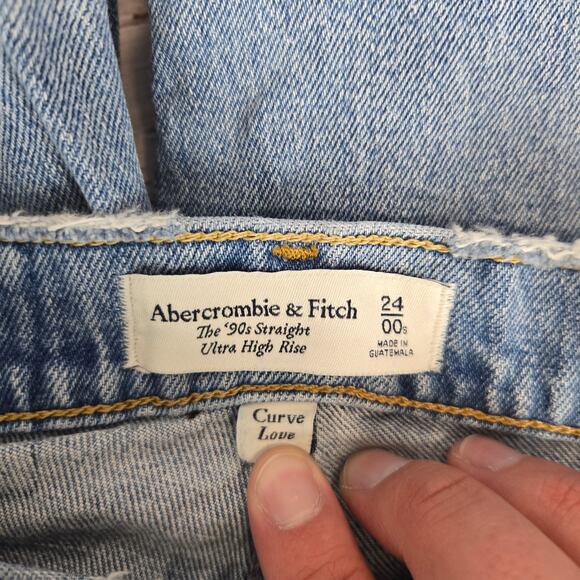 Abercrombie & Fitch
The '90s Straight
Ultra High Rise
24
00s
MADE IN
GUATEMALA
Curve
Love